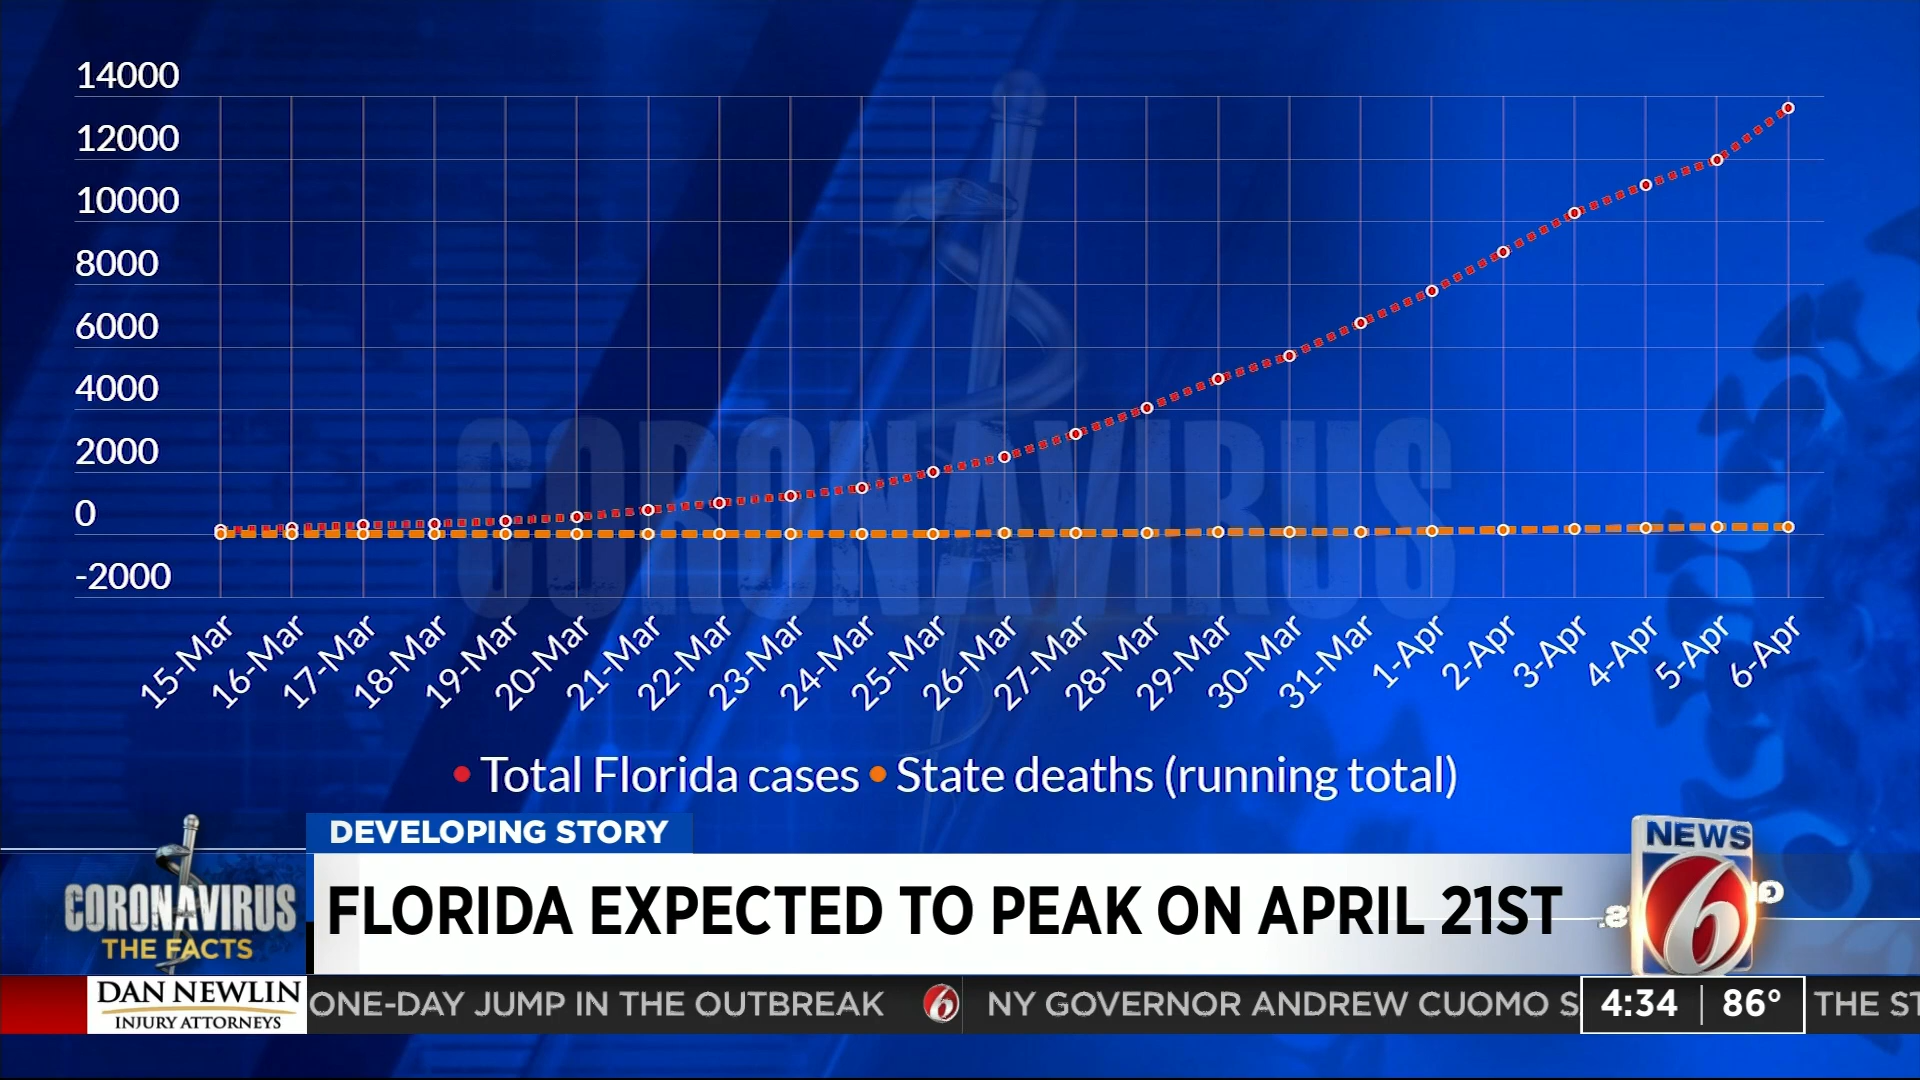 14000
12000
10000
8000
6000
4000
2000
0
-2000
15-Mar 16-Mar 17-Mar 18-Mar 19-Mar 20-Mar 21-Mar 22-Mar 23-Mar 24-Mar 25-Mar 26-Mar 27-Mar 28-Mar 29-Mar 30-Mar 31-Mar 1-Apr 2-Apr 3-Apr 4-Apr 5-Apr 6-Apr
CORONAVIRUS
Total Florida cases State deaths (running total)
DEVELOPING STORY
FLORIDA EXPECTED TO PEAK ON APRIL 21ST
CORONAVIRUS
THE FACTS
NEWS
6
DAN NEWLIN
INJURY ATTORNEYS
ONE-DAY JUMP IN THE OUTBREAK 6 NY GOVERNOR ANDREW CUOMO S
4:34 86°
THE ST